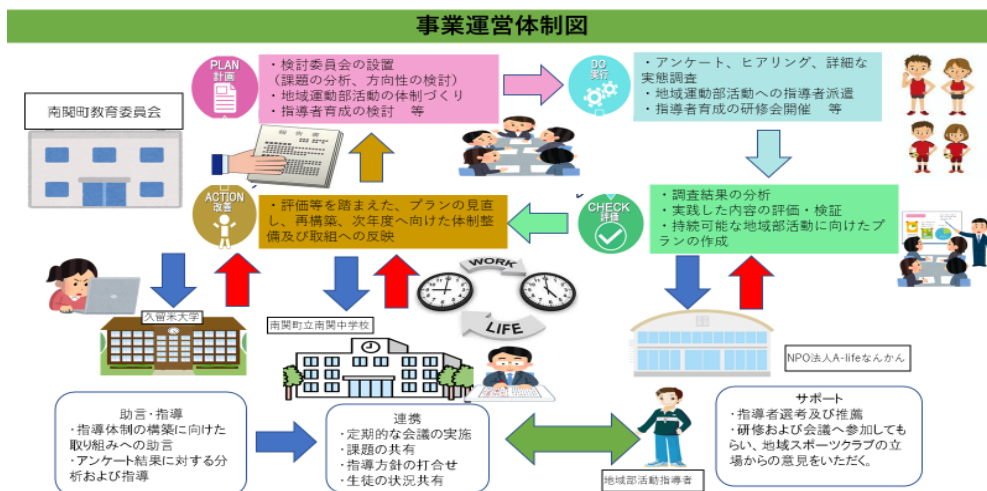 事業運営体制図
PLAN
計画
・検討委員会の設置
（課題の分析、方向性の検討）
・地域運動部活動の体制づくり
・指導者育成の検討　等
DO
実行
・アンケート、ヒアリング、詳細な
実態調査
・地域運動部活動への指導者派遣
・指導者育成の研修会開催　等
南関町教育委員会
報告書
ACTION
改善
・評価等を踏まえた、プランの見直
し、再構築、次年度へ向けた体制整
備及び取組への反映
CHECK
評価
・調査結果の分析
・実践した内容の評価・検証
・持続可能な地域部活動に向けたプ
ランの作成
WORK
LIFE
久留米大学
南関町立南関中学校
NPO法人A-lifeなんかん
助言・指導
・指導体制の構築に向けた
取り組みへの助言
・アンケート結果に対する分
析および指導
連携
・定期的な会議の実施
・課題の共有
・指導方針の打合せ
・生徒の状況共有
地域部活動指導者
サポート
・指導者選考及び推薦
・研修および会議へ参加しても
らい、地域スポーツクラブの立
場からの意見をいただく。